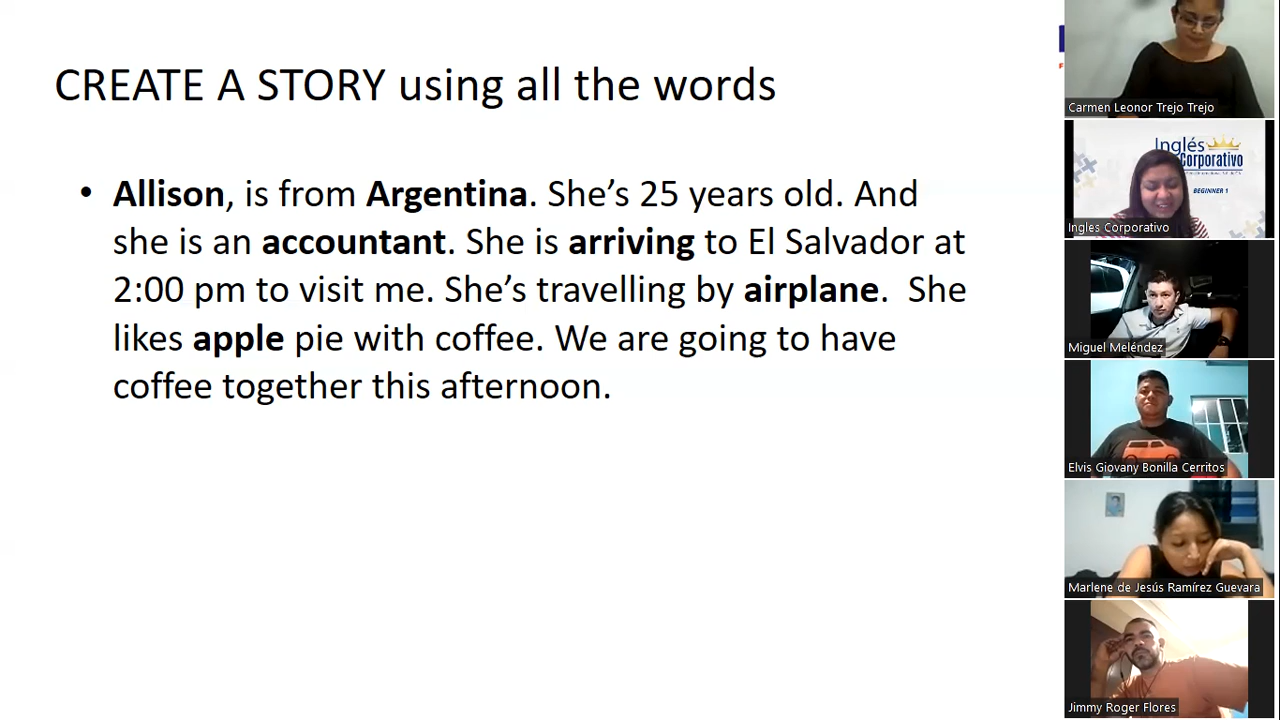 CREATE A STORY using all the words
• Allison, is from Argentina. She’s 25 years old. And
she is an accountant. She is arriving to El Salvador at
2:00 pm to visit me. She’s travelling by airplane.  She
likes apple pie with coffee. We are going to have
coffee together this afternoon.
Carmen Leonor Trejo Trejo
Inglés
Corporativo
BEGINNER 1
Ingles Corporativo
Miguel Meléndez
Elvis Giovany Bonilla Cerritos
Marlene de Jesús Ramírez Guevara
Jimmy Roger Flores